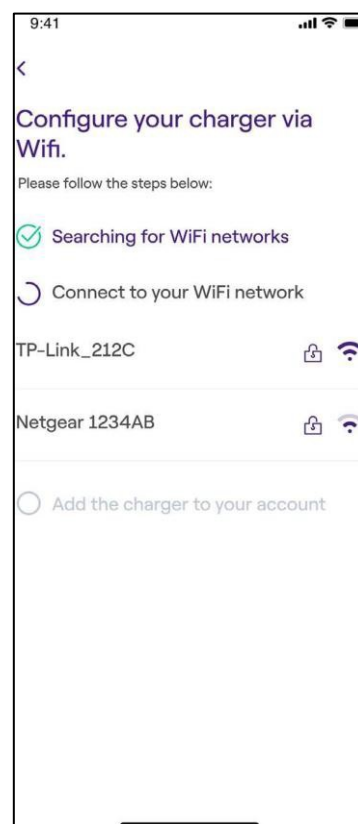 9:41
Configure your charger via
Wifi.
Please follow the steps below:
Searching for WiFi networks
Connect to your WiFi network
TP-Link_212C
Netgear 1234AB
Add the charger to your account